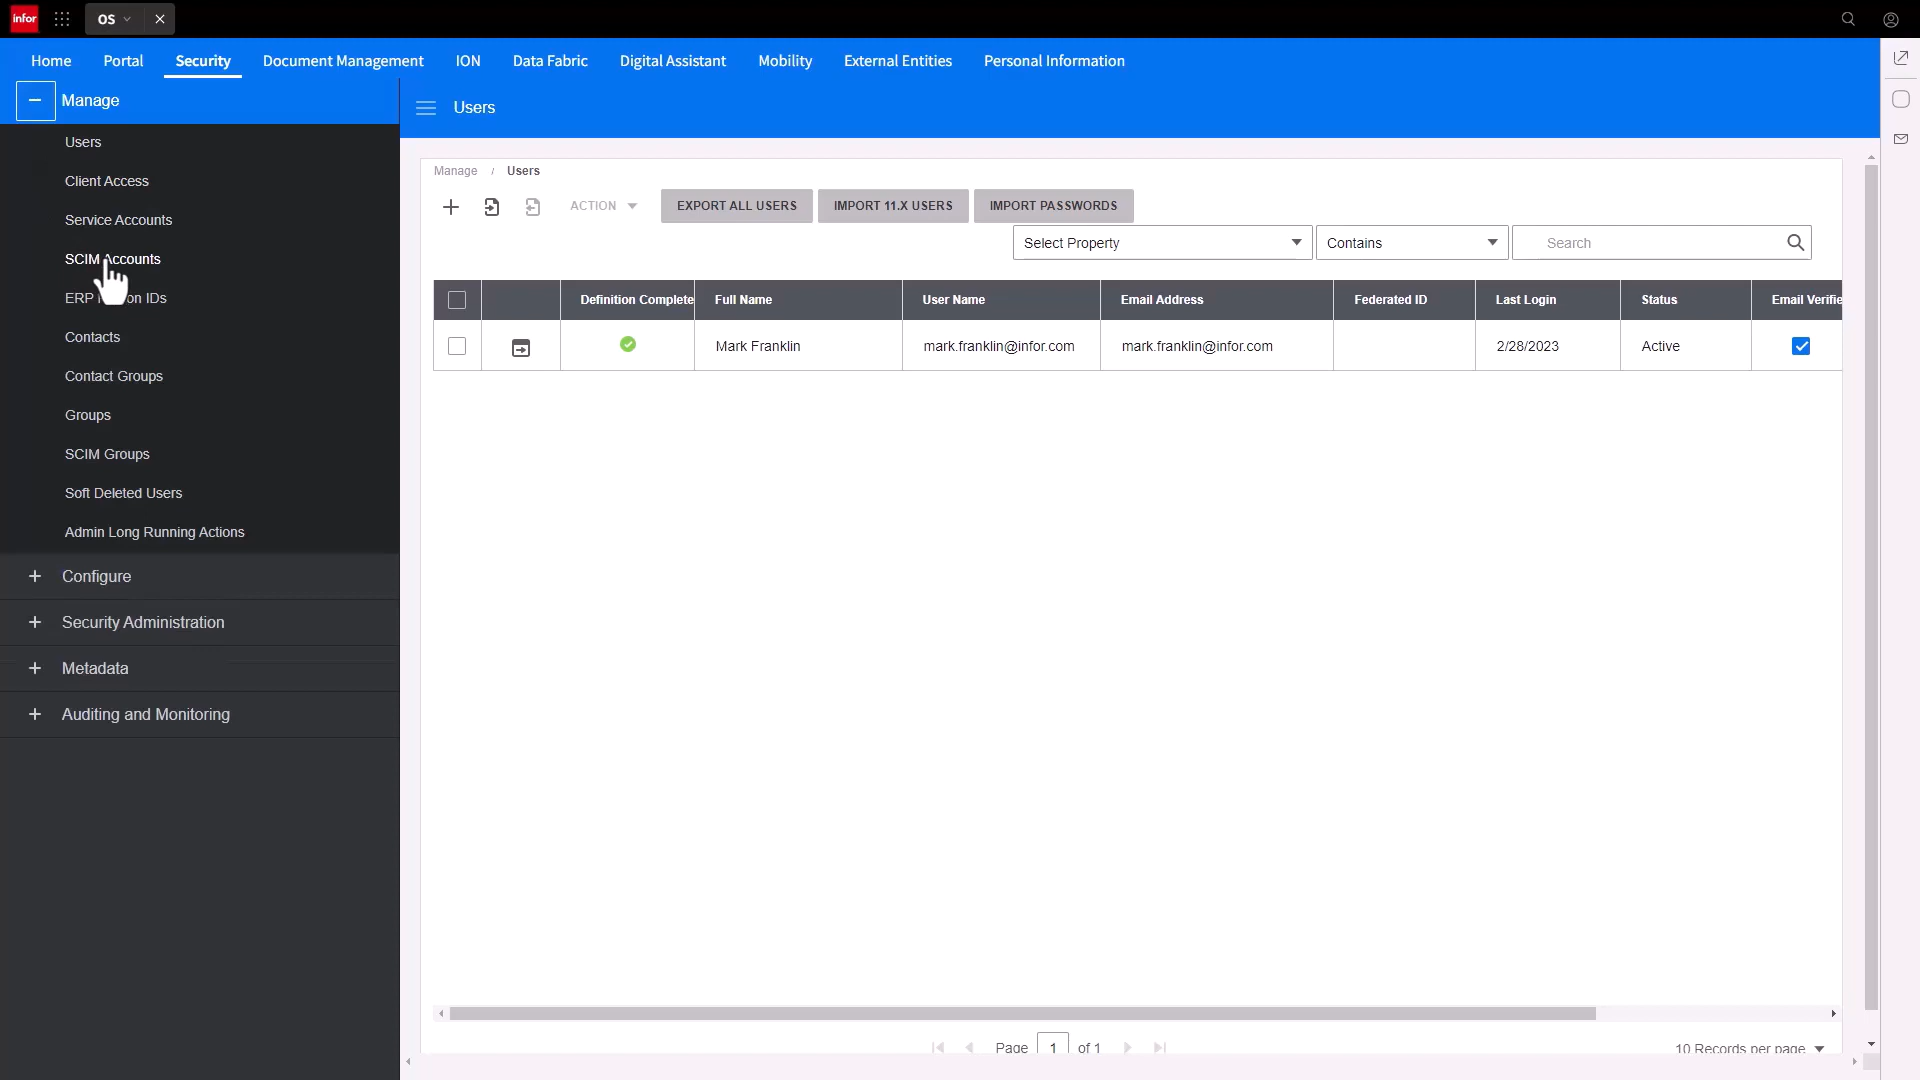 infor
OS
Home Portal Security Document Management ION Data Fabric Digital Assistant Mobility External Entities Personal Information
Manage
Users
Client Access
Service Accounts
SCIM Accounts
ERP on IDs
Contacts
Contact Groups
Groups
SCIM Groups
Soft Deleted Users
Admin Long Running Actions
Configure
Security Administration
Metadata
Auditing and Monitoring
Users
Manage / Users
ACTION EXPORT ALL USERS IMPORT 11.X USERS IMPORT PASSWORDS
Select Property Contains Search
Definition Complete Full Name User Name Email Address Federated ID Last Login Status Email Verifie
Mark Franklin mark.franklin@infor.com mark.franklin@infor.com 2/28/2023 Active
Page 1 of 1 10 Records per page